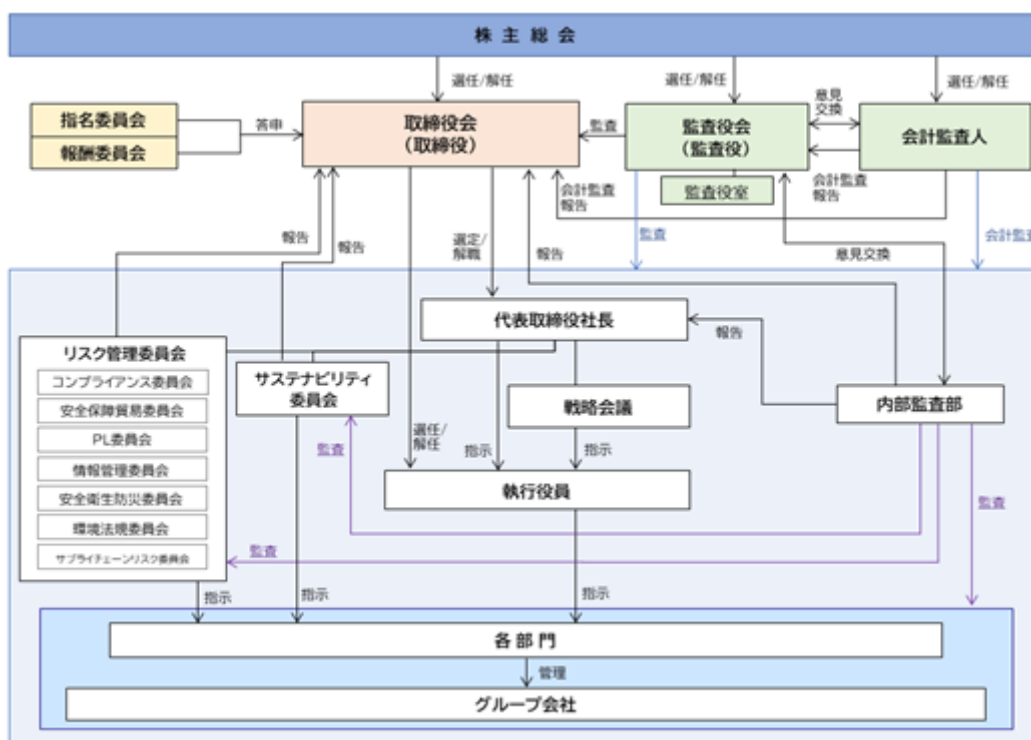 株主総会
選任/解任
選任/解任
選任/解任
指名委員会
報酬委員会
答申
取締役会
(取締役)
監査
監査役会
(監査役)
監査役室
意見
交換
会計監査人
会計監査
報告
会計監査
報告
監査
会計監査
意見交換
報告
報告
選定/
解職
報告
代表取締役社長
報告
リスク管理委員会
コンプライアンス委員会
安全保障貿易委員会
PL委員会
情報管理委員会
安全衛生防災委員会
環境法規委員会
サプライチェーンリスク委員会
サステナビリティ
委員会
戦略会議
内部監査部
選任/
解任
指示
指示
監査
執行役員
監査
監査
指示
指示
指示
各部門
管理
グループ会社